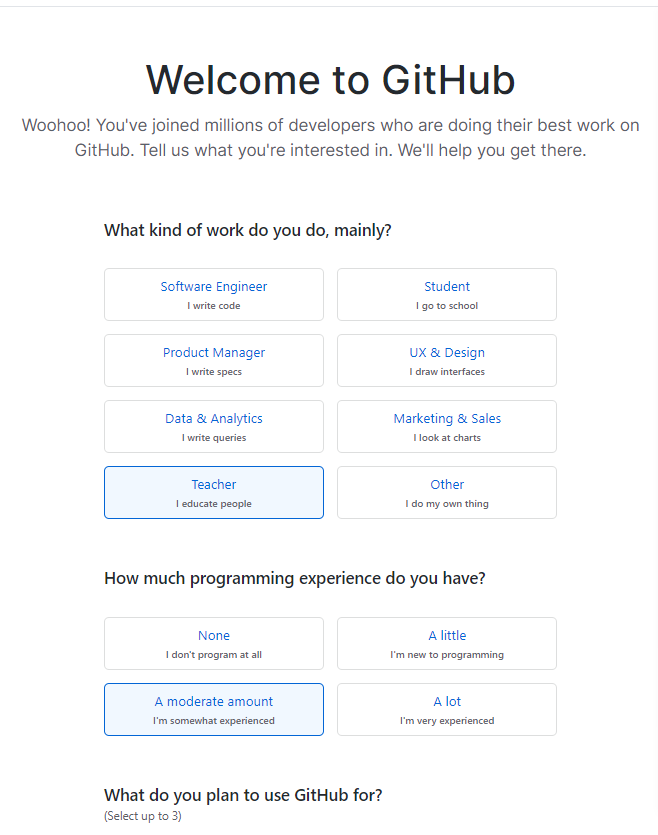 Welcome to GitHub
Woohoo! You've joined millions of developers who are doing their best work on
GitHub. Tell us what you're interested in. We'll help you get there.
What kind of work do you do, mainly?
Software Engineer
I write code
Student
I go to school
Product Manager
I write specs
UX & Design
I draw interfaces
Data & Analytics
I write queries
Marketing & Sales
I look at charts
Teacher
I educate people
Other
I do my own thing
How much programming experience do you have?
None
I don't program at all
A little
I'm new to programming
A moderate amount
I'm somewhat experienced
A lot
I'm very experienced
What do you plan to use GitHub for?
(Select up to 3)